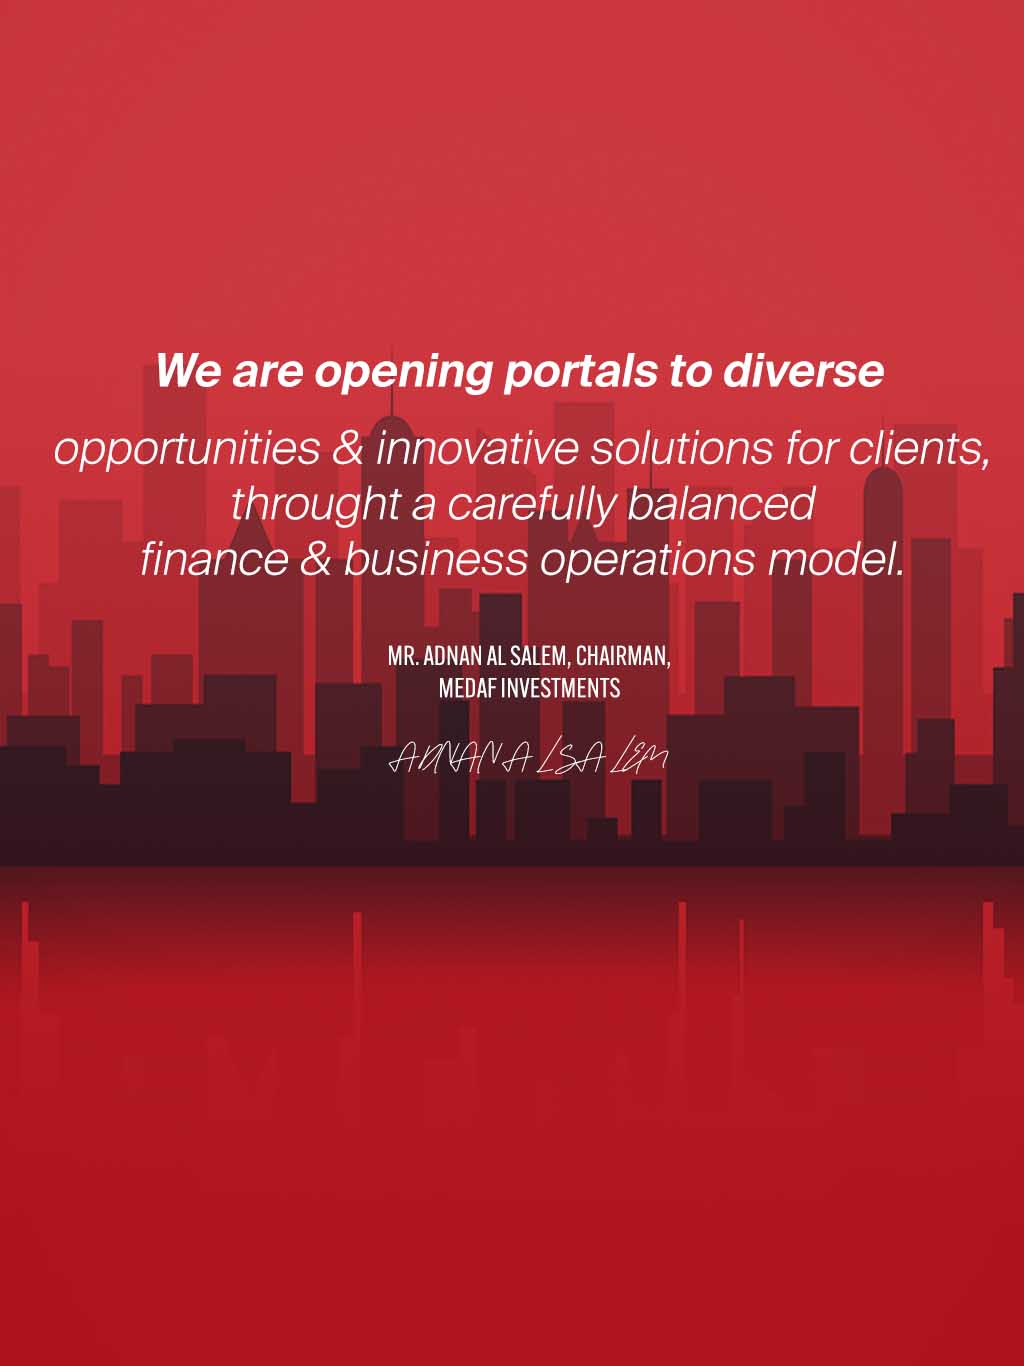 We are opening portals to diverse
opportunities & innovative solutions for clients,
throught a carefully balanced
finance & business operations model.
MR. ADNAN AL SALEM, CHAIRMAN,
MEDAF INVESTMENTS
ADNAN ALSALEM